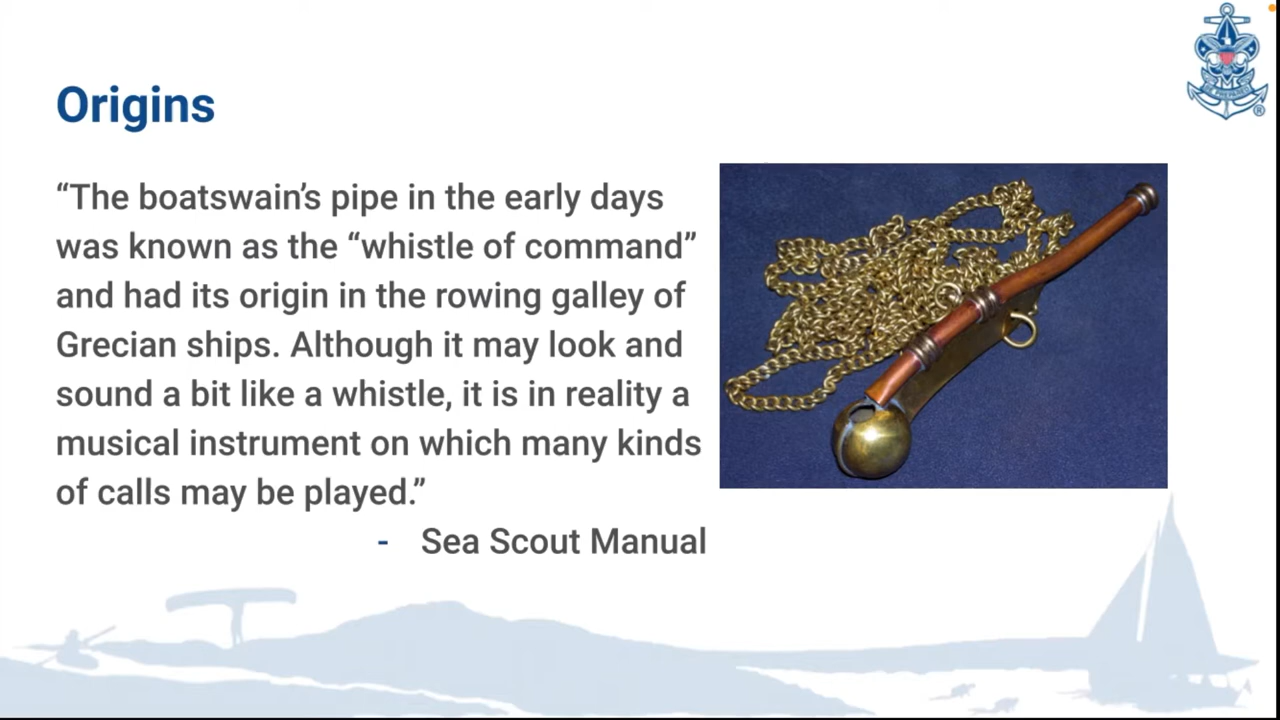 Origins
“The boatswain’s pipe in the early days
was known as the “whistle of command”
and had its origin in the rowing galley of
Grecian ships. Although it may look and
sound a bit like a whistle, it is in reality a
musical instrument on which many kinds
of calls may be played.”
- Sea Scout Manual
BE PREPARED
®